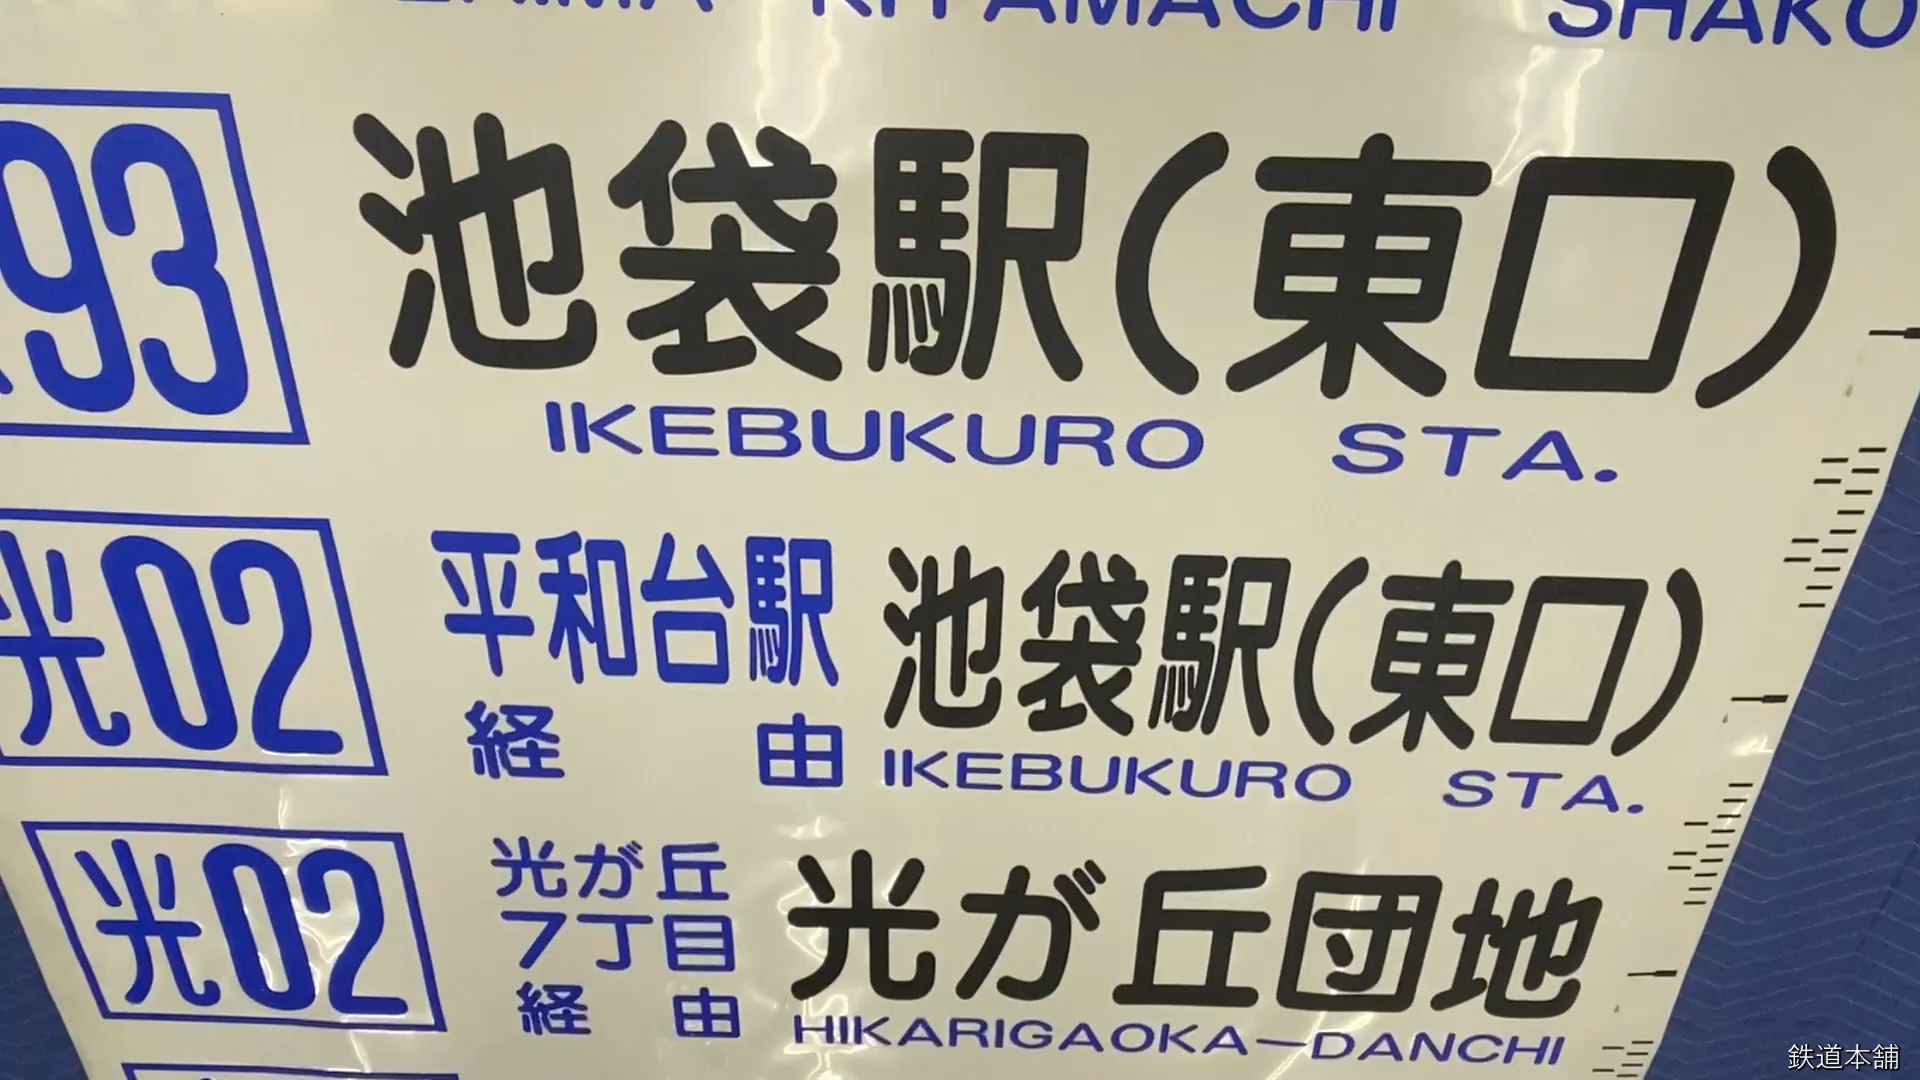 KITAMACHI SHAKO
93 池袋駅(東口)
IKEBUKURO STA.
光02 平和台駅 経由 池袋駅(東口)
IKEBUKURO STA.
光02 光が丘
7丁目
経由
光が丘団地
HIKARIGAOKA-DANCHI
鉄道本舗